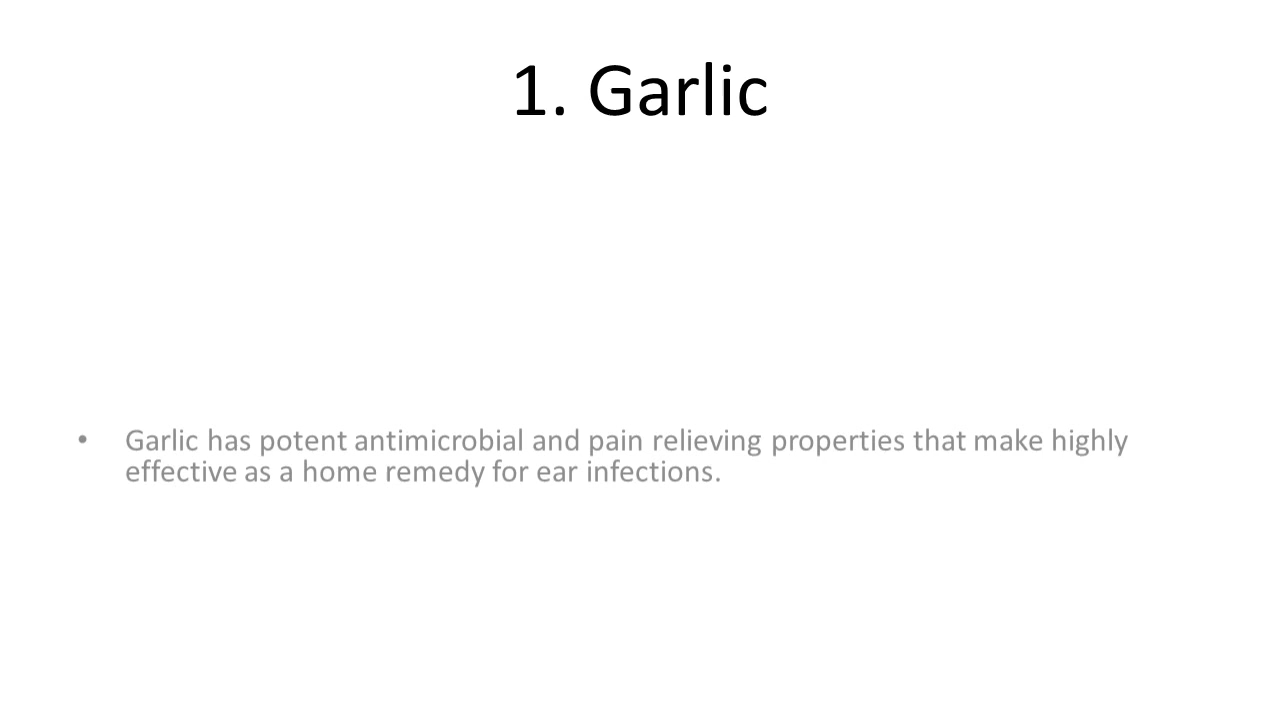 1. Garlic
• Garlic has potent antimicrobial and pain relieving properties that make highly
effective as a home remedy for ear infections.